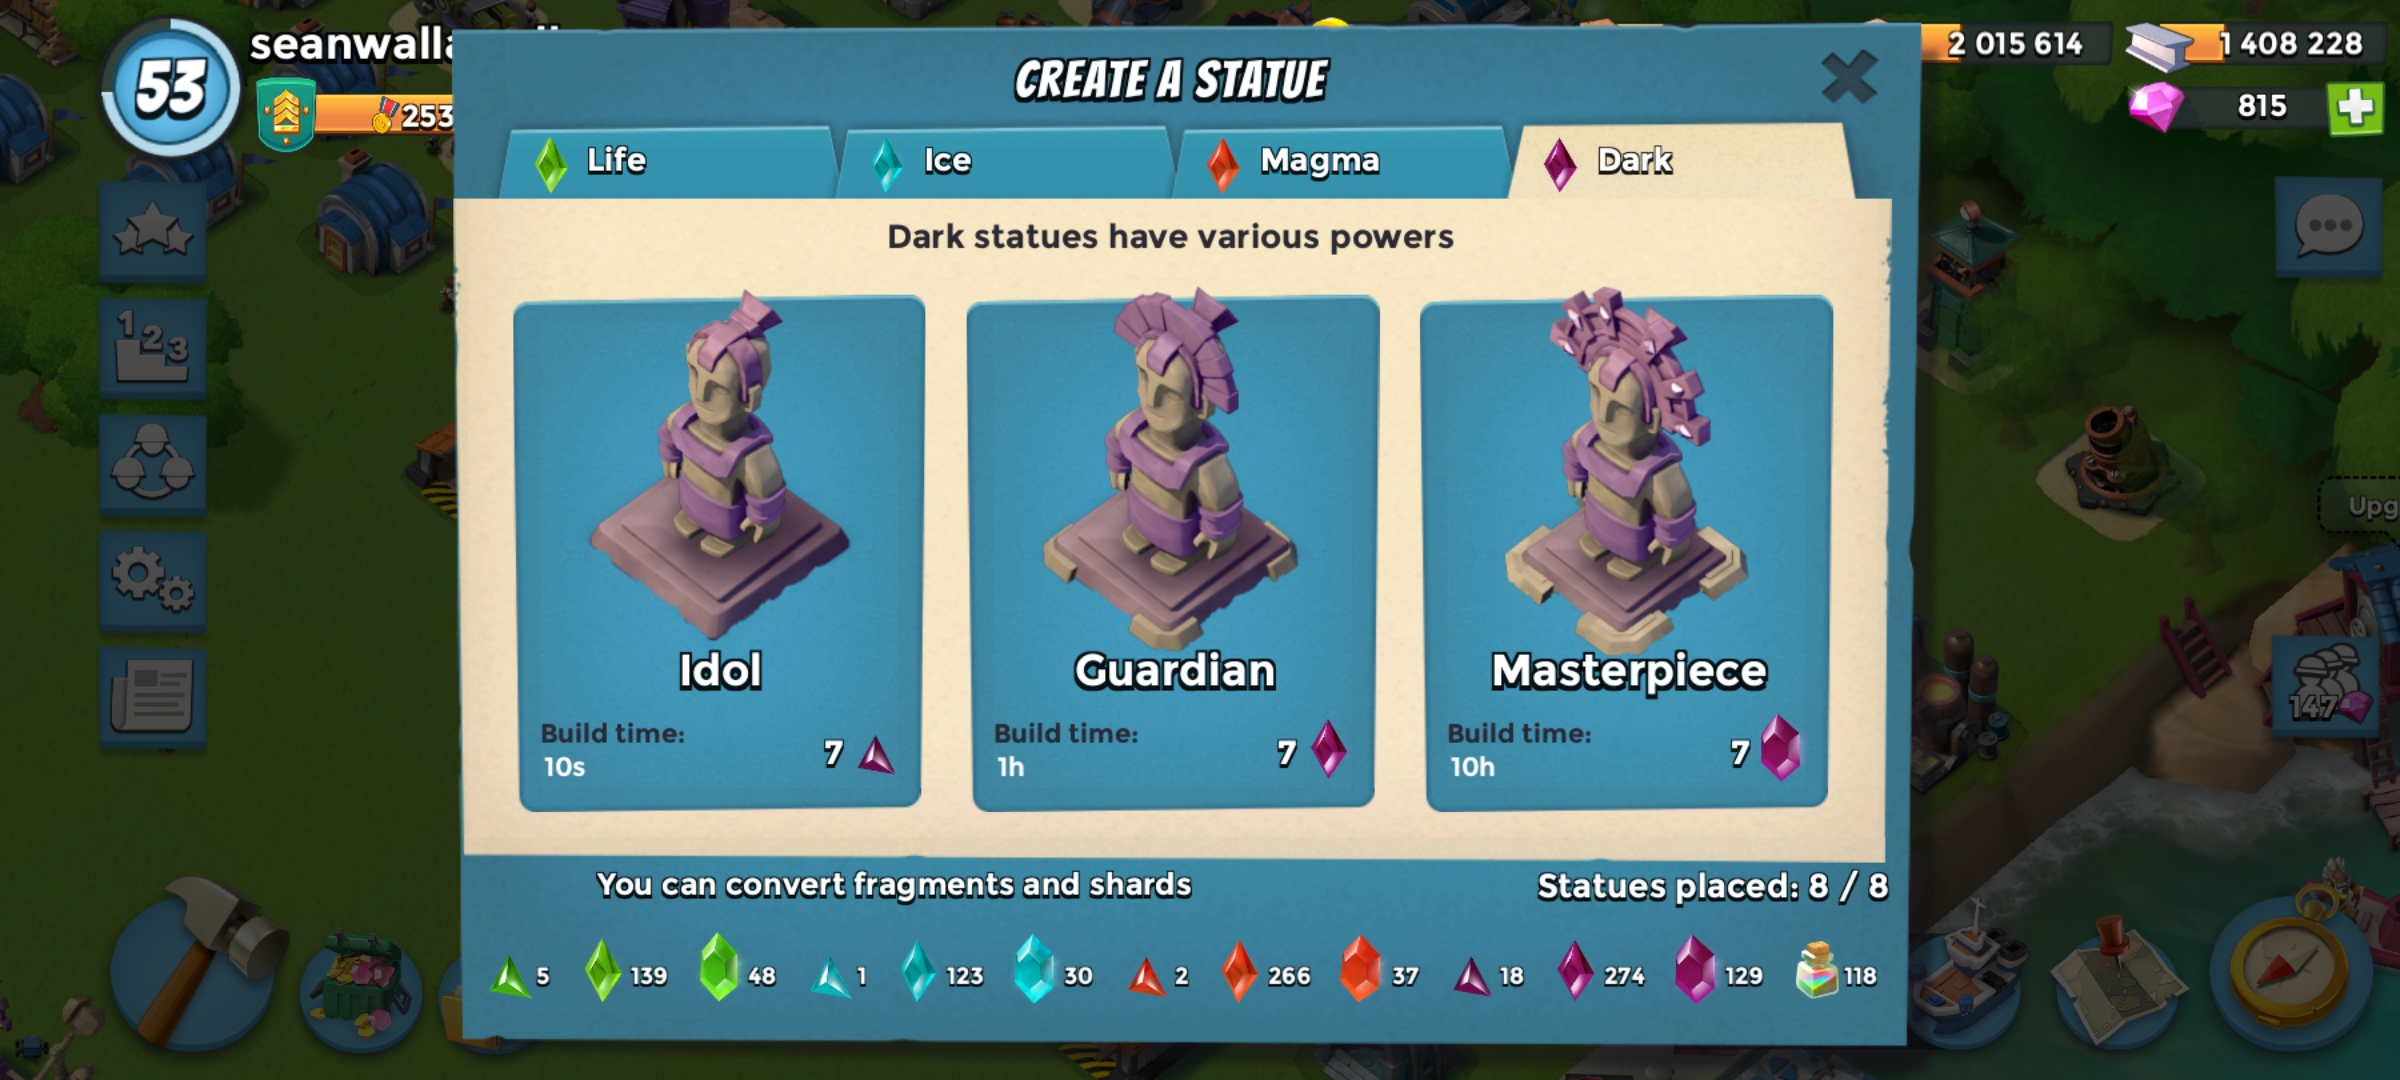 53
253
2 015 614
1 408 228
815
CREATE A STATUE
Life
Ice
Magma
Dark
Dark statues have various powers
Idol
Build time:
10s
7
Guardian
Build time:
1h
7
Masterpiece
Build time:
10h
7
You can convert fragments and shards
Statues placed: 8 / 8
5 139 48 1 123 30 2 266 37 18 274 129 118
1 2 3
Upg
147